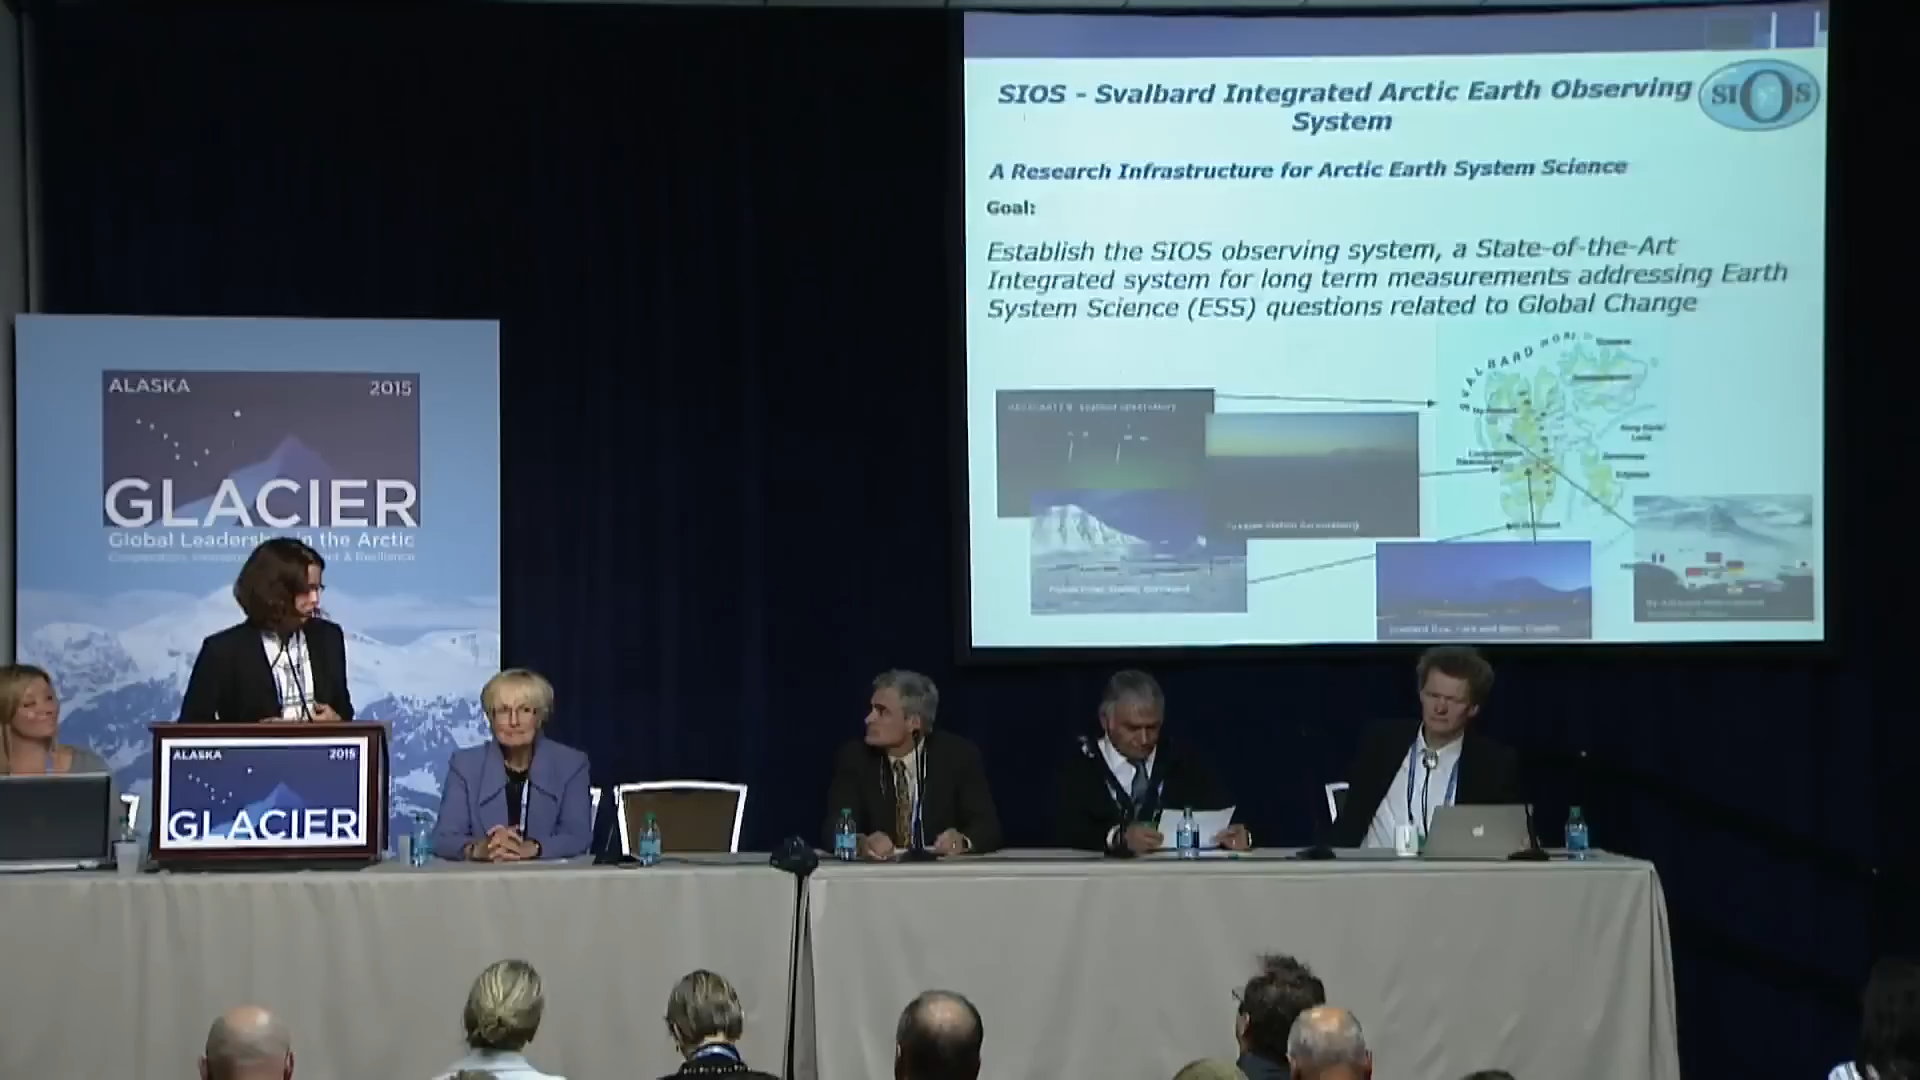 SIOS - Svalbard Integrated Arctic Earth Observing
System
SIOS
A Research Infrastructure for Arctic Earth System Science
Goal:
Establish the SIOS observing system, a State-of-the-Art
Integrated system for long term measurements addressing Earth
System Science (ESS) questions related to Global Change
SVALBARD
ALASKA 2015
GLACIER
Global Leadership in the Arctic
& Resilience
ALASKA 2015
GLACIER